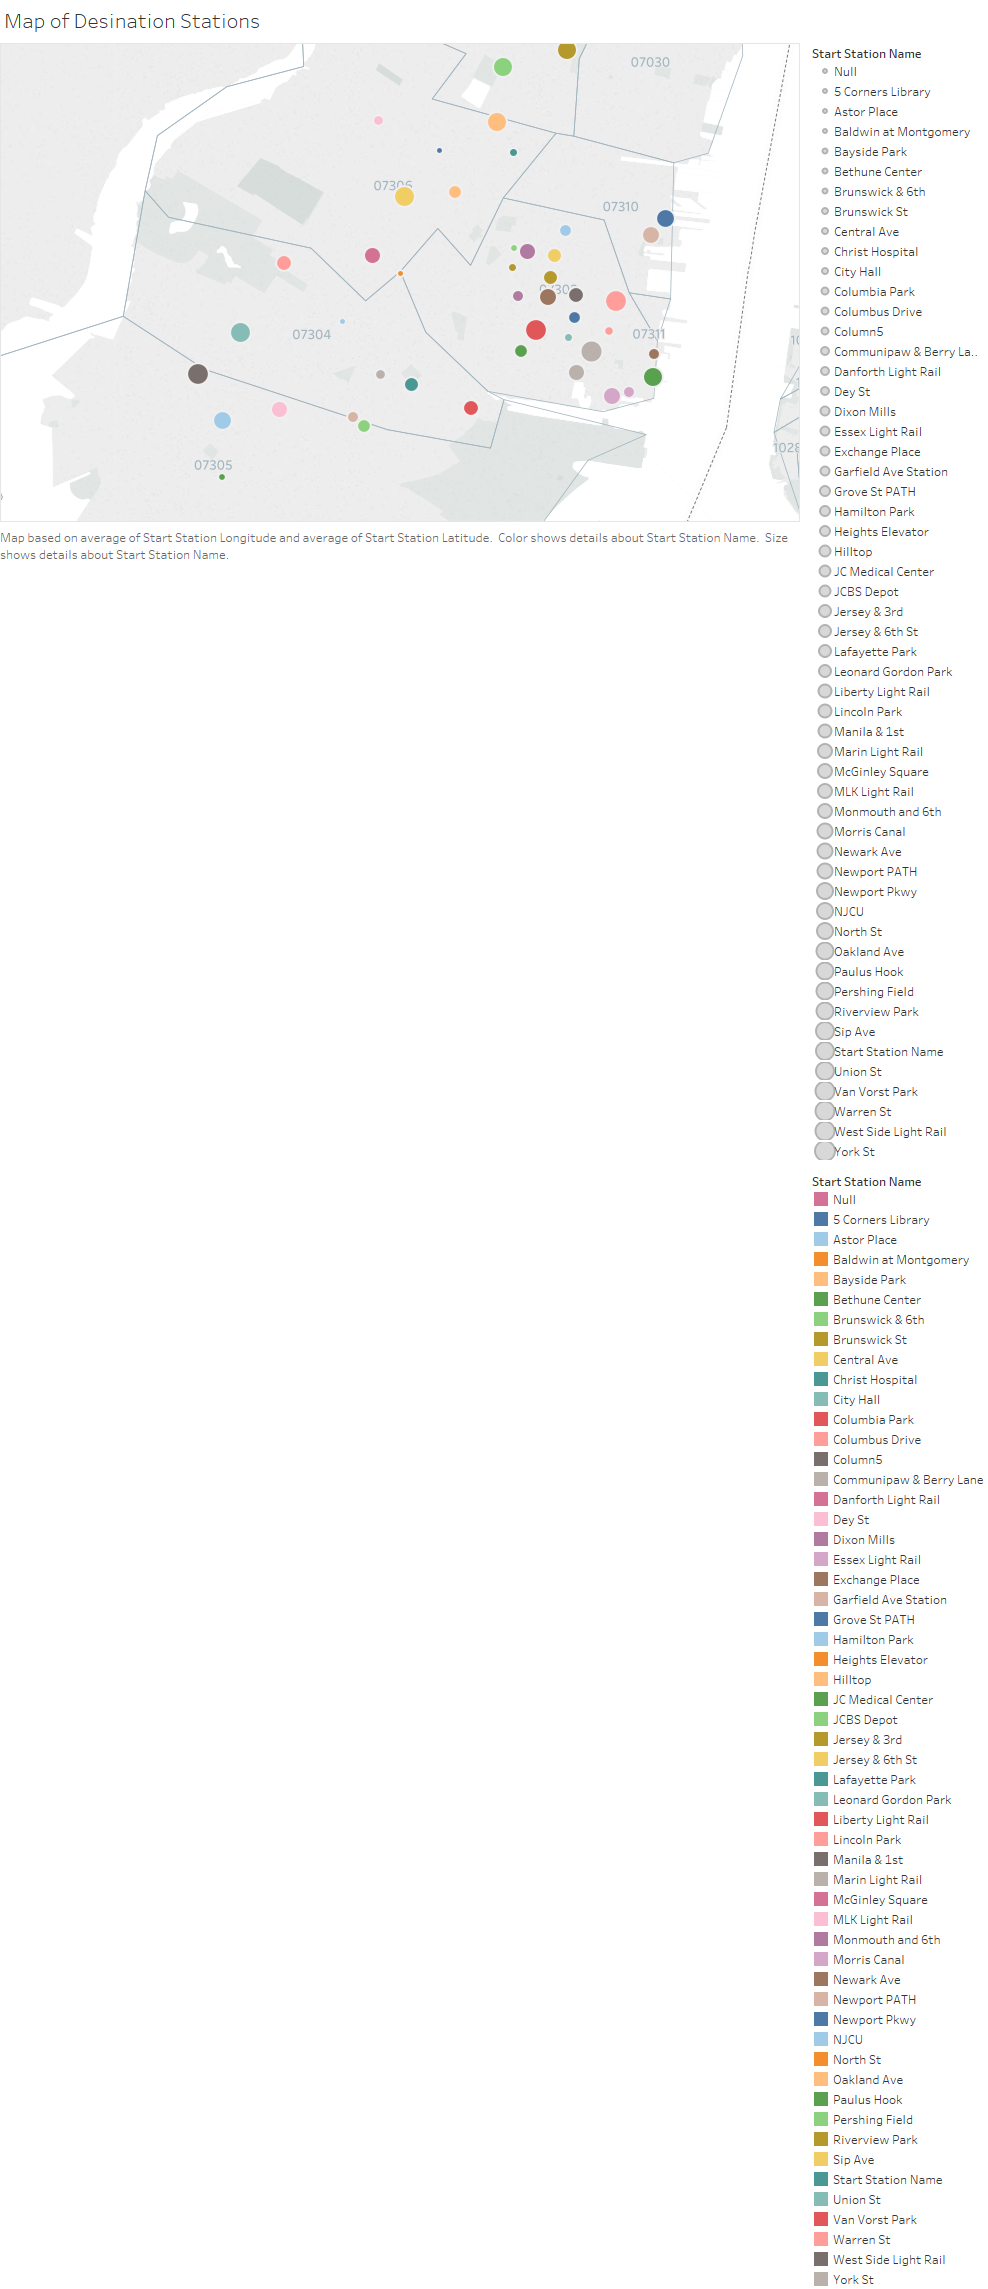 Map of Desination Stations
07030
07306
07310
07302
07304
07311
07305
Map based on average of Start Station Longitude and average of Start Station Latitude.  Color shows details about Start Station Name.  Size
shows details about Start Station Name.
Start Station Name
Null
5 Corners Library
Astor Place
Baldwin at Montgomery
Bayside Park
Bethune Center
Brunswick & 6th
Brunswick St
Central Ave
Christ Hospital
City Hall
Columbia Park
Columbus Drive
Column5
Communipaw & Berry La..
Danforth Light Rail
Dey St
Dixon Mills
Essex Light Rail
Exchange Place
Garfield Ave Station
Grove St PATH
Hamilton Park
Heights Elevator
Hilltop
JC Medical Center
JCBS Depot
Jersey & 3rd
Jersey & 6th St
Lafayette Park
Leonard Gordon Park
Liberty Light Rail
Lincoln Park
Manila & 1st
Marin Light Rail
McGinley Square
MLK Light Rail
Monmouth and 6th
Morris Canal
Newark Ave
Newport PATH
Newport Pkwy
NJCU
North St
Oakland Ave
Paulus Hook
Pershing Field
Riverview Park
Sip Ave
Start Station Name
Union St
Van Vorst Park
Warren St
West Side Light Rail
York St
Start Station Name
Null
5 Corners Library
Astor Place
Baldwin at Montgomery
Bayside Park
Bethune Center
Brunswick & 6th
Brunswick St
Central Ave
Christ Hospital
City Hall
Columbia Park
Columbus Drive
Column5
Communipaw & Berry Lane
Danforth Light Rail
Dey St
Dixon Mills
Essex Light Rail
Exchange Place
Garfield Ave Station
Grove St PATH
Hamilton Park
Heights Elevator
Hilltop
JC Medical Center
JCBS Depot
Jersey & 3rd
Jersey & 6th St
Lafayette Park
Leonard Gordon Park
Liberty Light Rail
Lincoln Park
Manila & 1st
Marin Light Rail
McGinley Square
MLK Light Rail
Monmouth and 6th
Morris Canal
Newark Ave
Newport PATH
Newport Pkwy
NJCU
North St
Oakland Ave
Paulus Hook
Pershing Field
Riverview Park
Sip Ave
Start Station Name
Union St
Van Vorst Park
Warren St
West Side Light Rail
York St